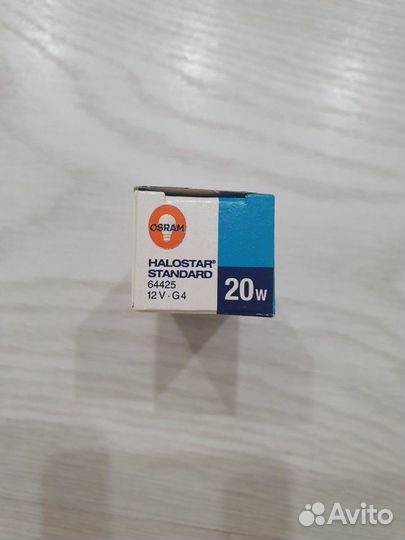 OSRAM
HALOSTAR®
STANDARD
64425
12 V · G4
20W
Avito